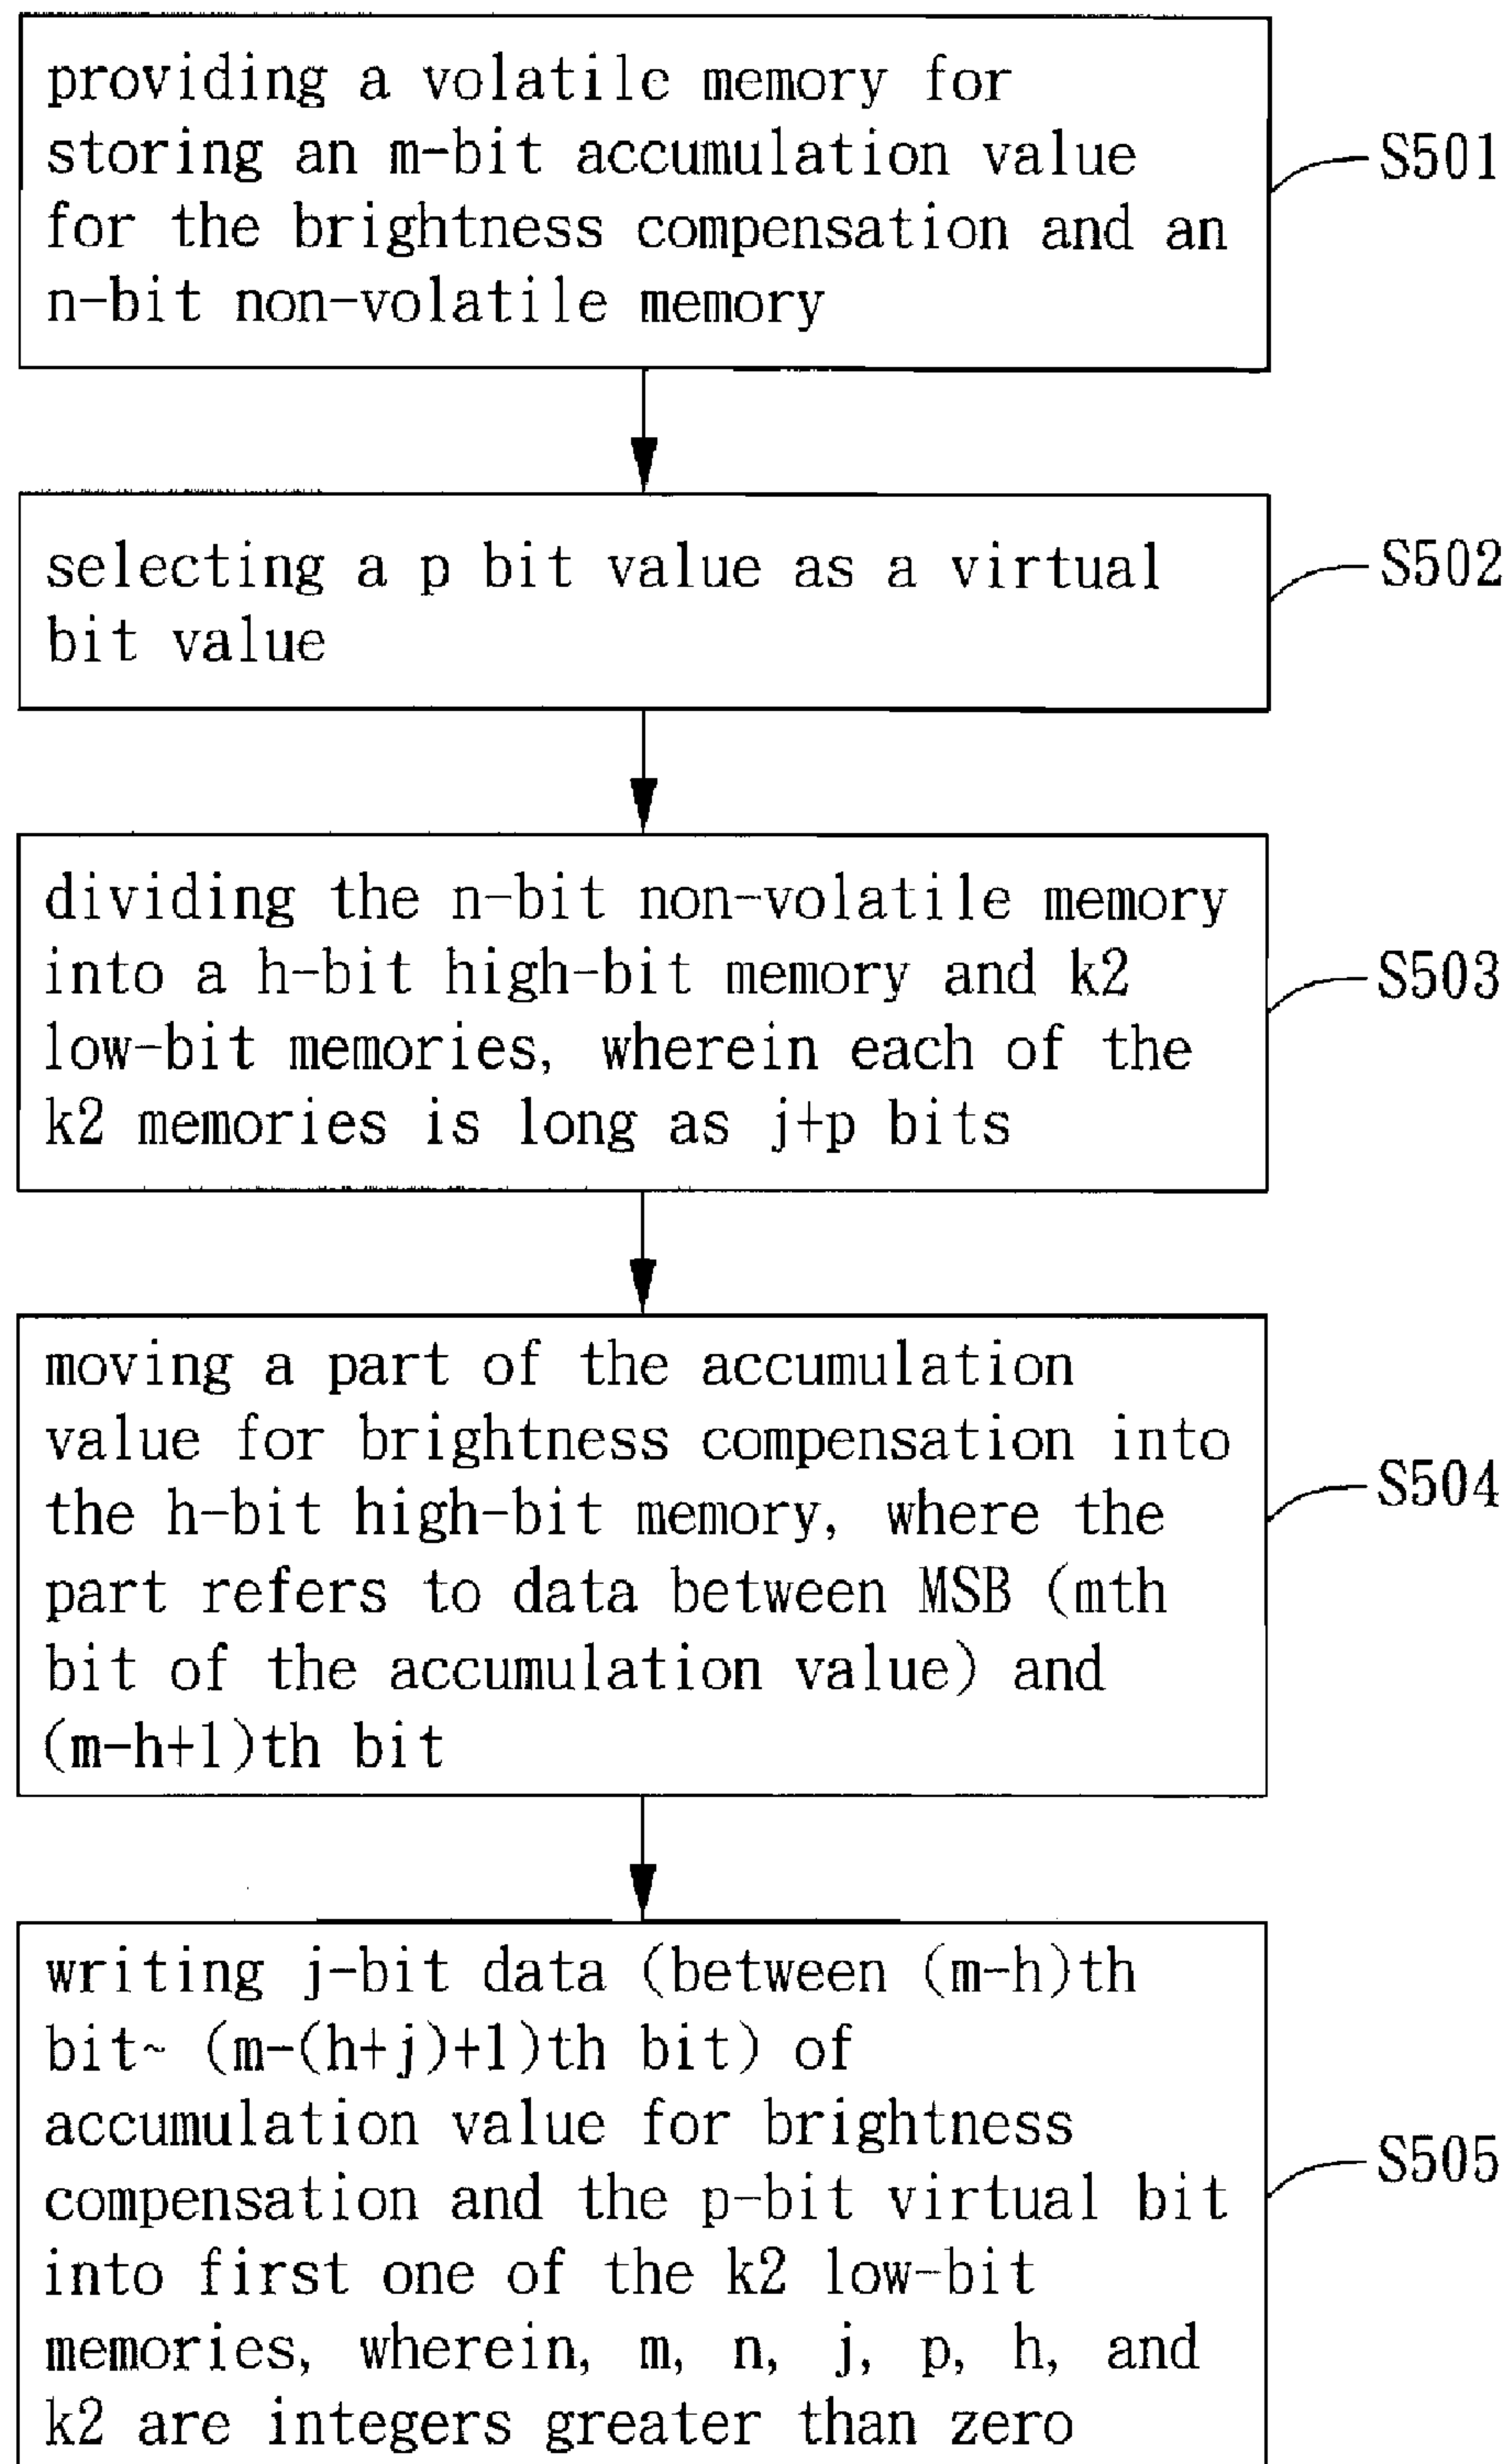 providing a volatile memory for
storing an m-bit accumulation value
for the brightness compensation and an
n-bit non-volatile memory
S501
selecting a p bit value as a virtual
bit value
S502
dividing the n-bit non-volatile memory
into a h-bit high-bit memory and k2
low-bit memories, wherein each of the
k2 memories is long as j+p bits
S503
moving a part of the accumulation
value for brightness compensation into
the h-bit high-bit memory, where the
part refers to data between MSB (mth
bit of the accumulation value) and
(m-h+1)th bit
S504
writing j-bit data (between (m-h)th
bit~ (m-(h+j)+1)th bit) of
accumulation value for brightness
compensation and the p-bit virtual bit
into first one of the k2 low-bit
memories, wherein, m, n, j, p, h, and
k2 are integers greater than zero
S505